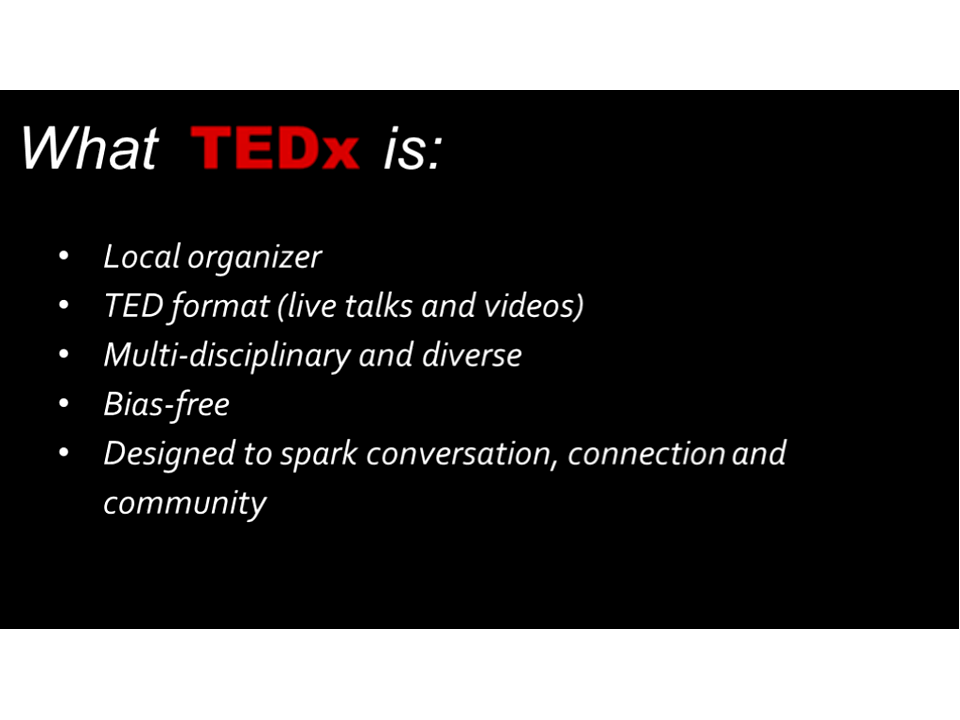 What TEDx is:
• Local organizer
• TED format (live talks and videos)
• Multi-disciplinary and diverse
• Bias-free
• Designed to spark conversation, connection and
community